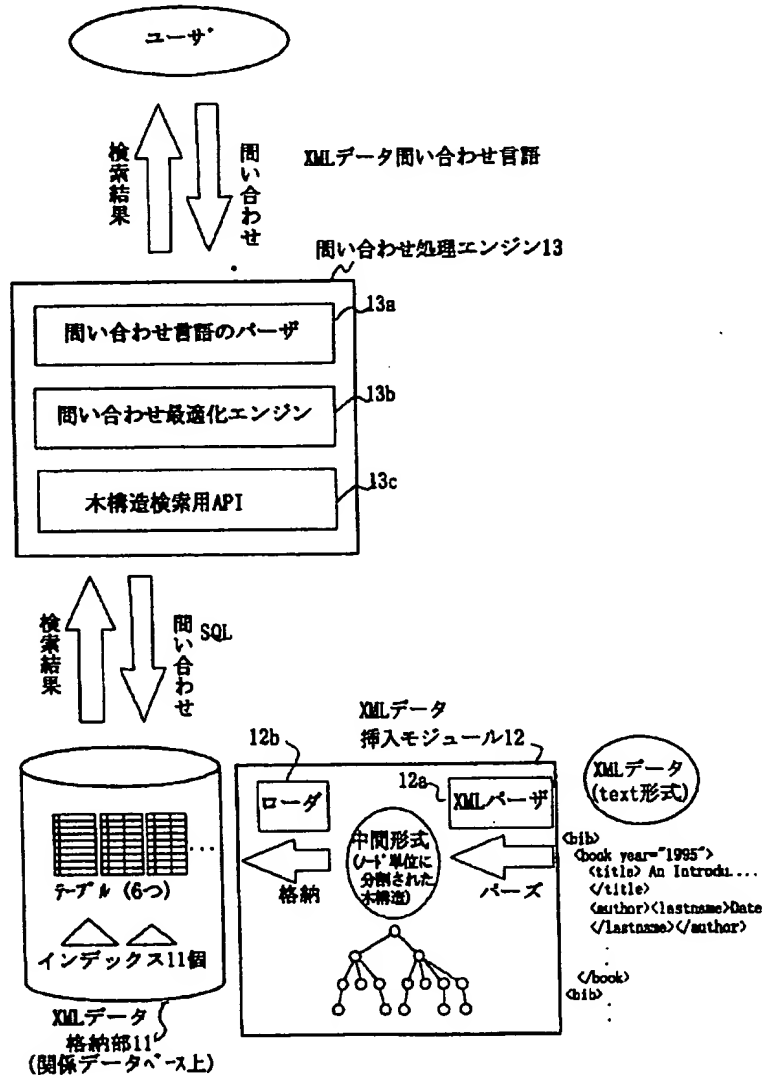 ユーザ
検索結果
問い合わせ
XMLデータ問い合わせ言語
問い合わせ処理エンジン13
13a
問い合わせ言語のパーザ
13b
問い合わせ最適化エンジン
13c
木構造検索用API
検索結果
問い合わせ
SQL
XMLデータ
挿入モジュール12
12b
ローダ
12a
XMLパーザ
XMLデータ
(text形式)
中間形式
(ノード単位に
分割された
木構造)
格納
パーズ
<bib>
<book year="1995">
<title> An Introdu....
</title>
<author><lastname>Date
</lastname></author>
.
.
</book>
<bib>
.
.
...
テーブル (6つ)
インデックス11個
XMLデータ
格納部11
(関係データベース上)